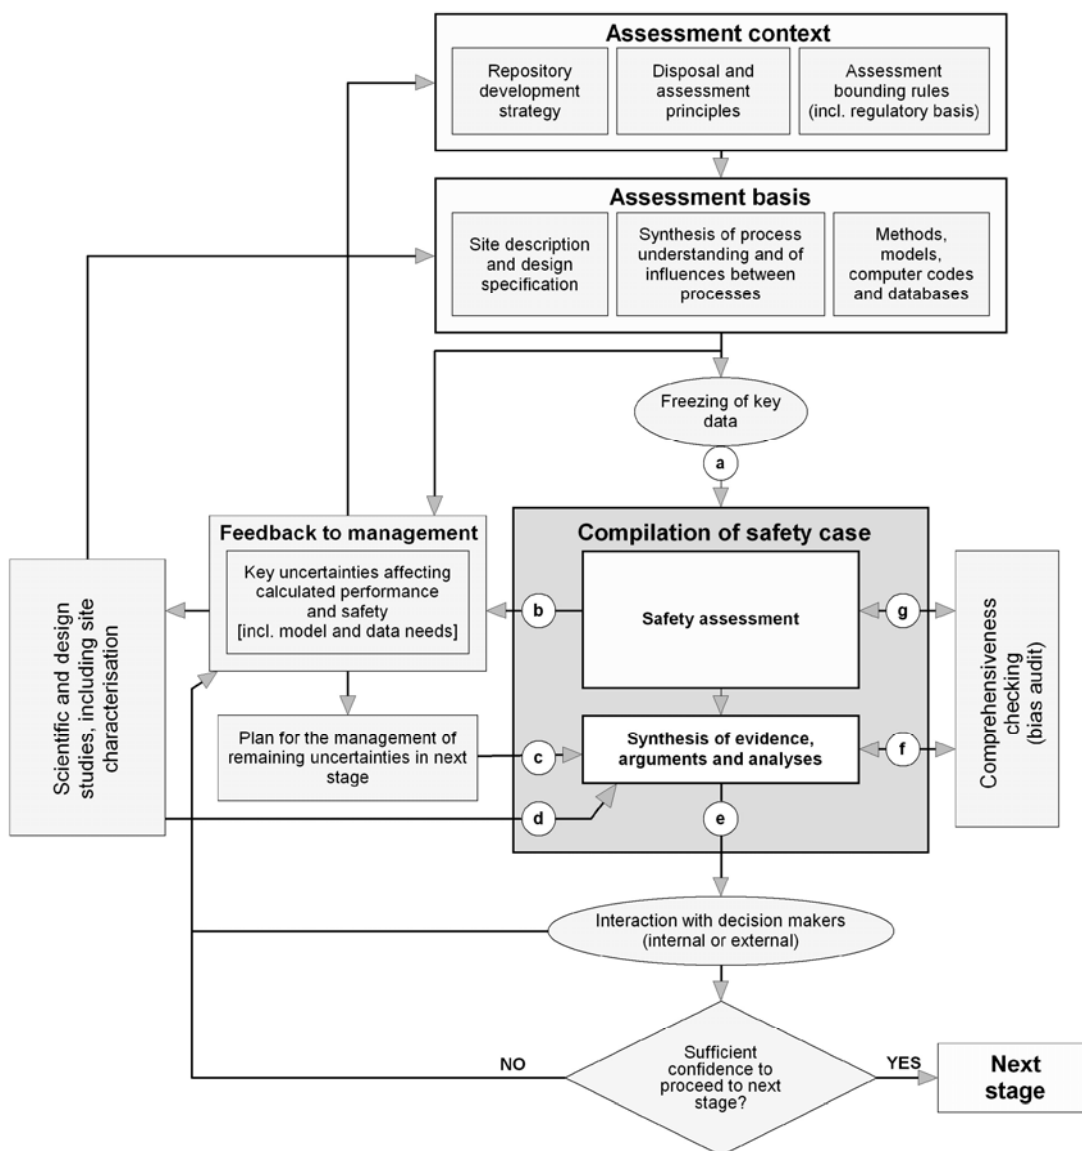 Assessment context
Repository
development
strategy
Disposal and
assessment
principles
Assessment
bounding rules
(incl. regulatory basis)
Assessment basis
Site description
and design
specification
Synthesis of process
understanding and of
influences between
processes
Methods,
models,
computer codes
and databases
Freezing of key
data
a
Feedback to management
Key uncertainties affecting
calculated performance
and safety
[incl. model and data needs]
Compilation of safety case
Safety assessment
b
g
Scientific and design
studies, including site
characterisation
Comprehensiveness
checking
(bias audit)
Plan for the management of
remaining uncertainties in next
stage
c
Synthesis of evidence,
arguments and analyses
f
d
e
Interaction with decision makers
(internal or external)
NO
Sufficient
confidence to
proceed to next
stage?
YES
Next
stage